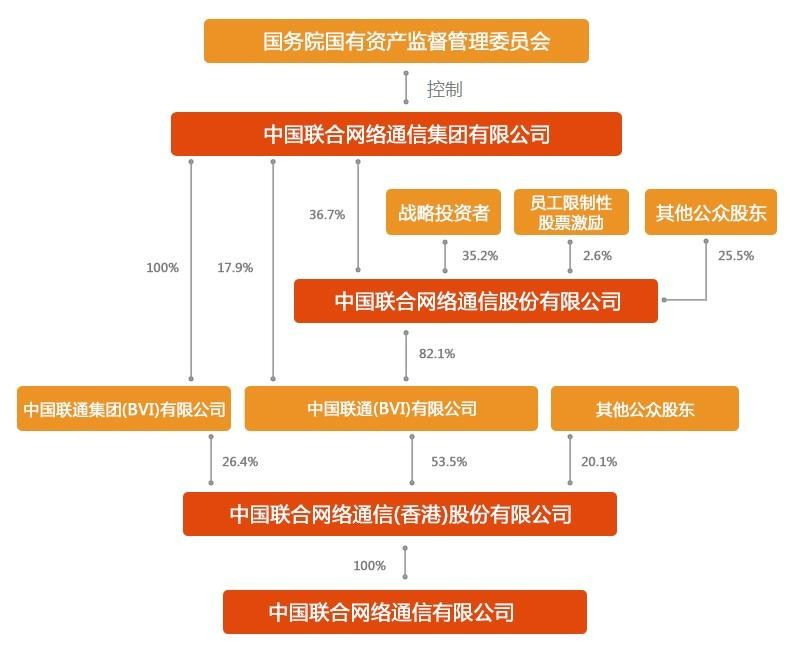 国务院国有资产监督管理委员会
控制
中国联合网络通信集团有限公司
36.7%
战略投资者
员工限制性
股票激励
其他公众股东
100%
17.9%
35.2%
2.6%
25.5%
中国联合网络通信股份有限公司
82.1%
中国联通集团(BVI)有限公司
中国联通(BVI)有限公司
其他公众股东
26.4%
53.5%
20.1%
中国联合网络通信(香港)股份有限公司
100%
中国联合网络通信有限公司